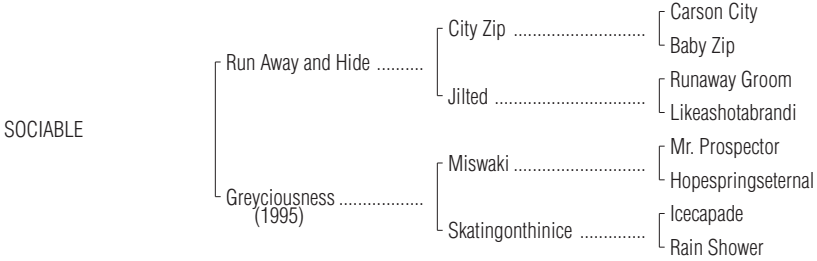 Carson City
City Zip ..............................
Baby Zip
Run Away and Hide ..........
Runaway Groom
Jilted ..................................
Likeashotabrandi
SOCIABLE
Mr. Prospector
Miswaki ..............................
Hopespringseternal
Greyciousness ...................
(1995)
Icecapade
Skatingonthinice ...............
Rain Shower